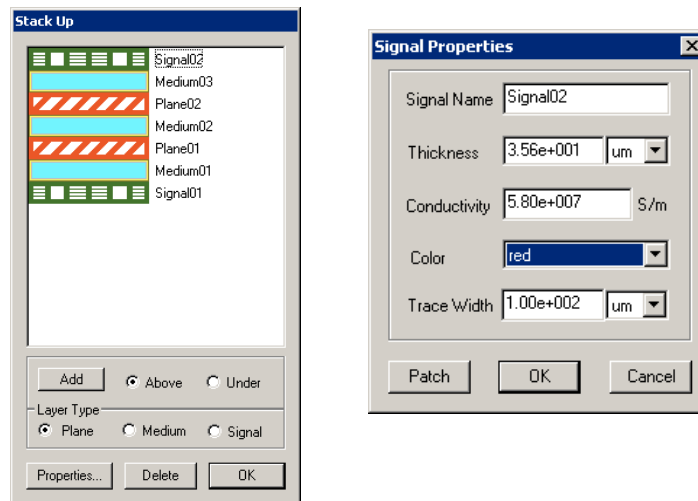 Stack Up
Signal02
Medium03
Plane02
Medium02
Plane01
Medium01
Signal01
Add
Above
Under
Layer Type
Plane
Medium
Signal
Properties...
Delete
OK
Signal Properties
Signal Name
Signal02
Thickness
3.56e+001
um
Conductivity
5.80e+007
S/m
Color
red
Trace Width
1.00e+002
um
Patch
OK
Cancel